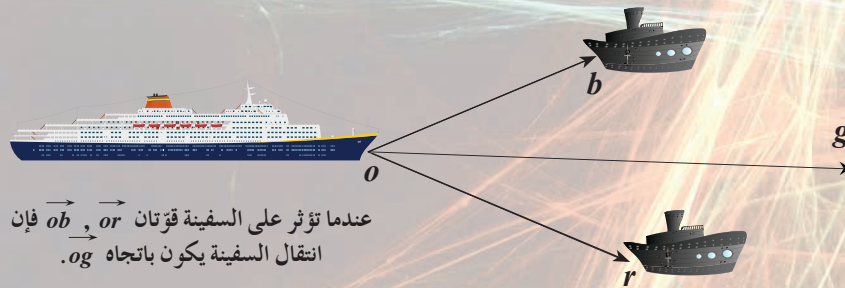 b
g
o
عندما تؤثر على السفينة قوّتان or , ob فإن
انتقال السفينة يكون باتجاه og.
r